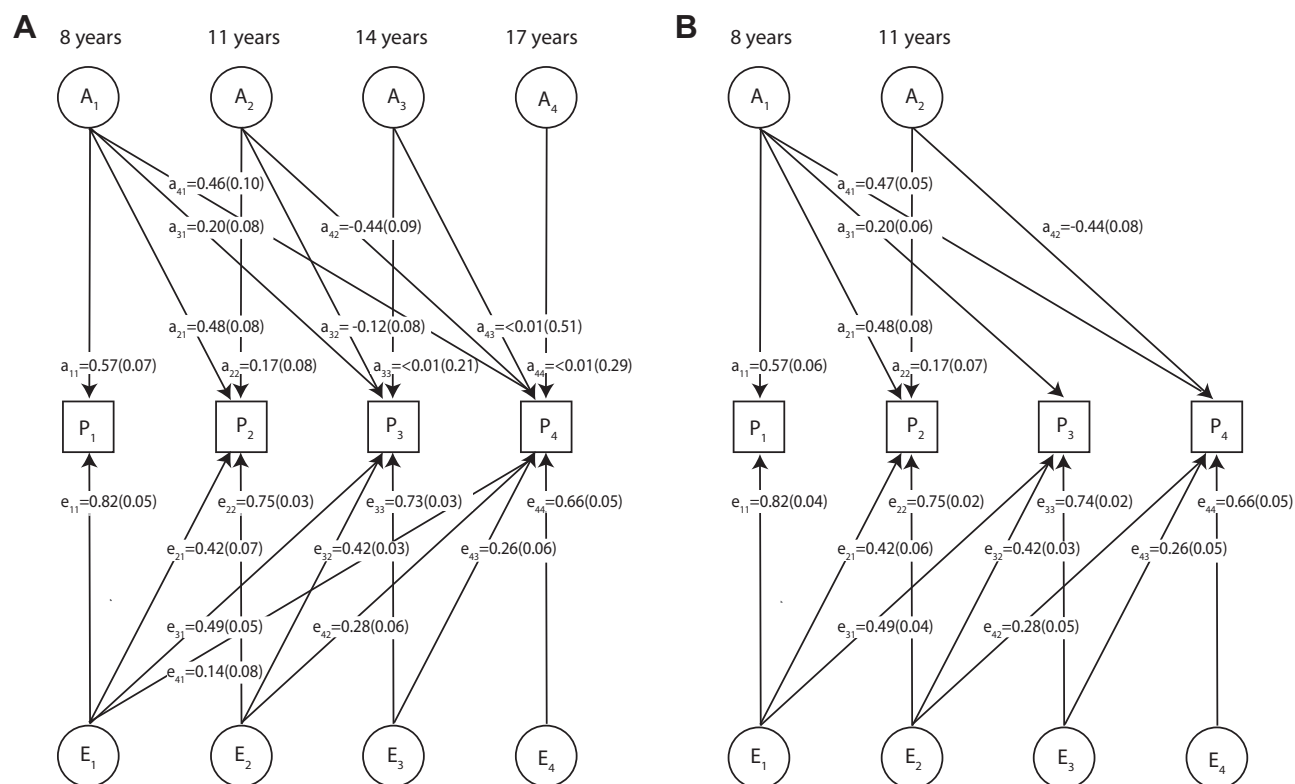 A 8 years 11 years 14 years 17 years B 8 years 11 years
A₁ A₂ A₃ A₄ A₁ A₂
a₄₁=0.46(0.10) a₄₁=0.47(0.05)
a₃₁=0.20(0.08) a₄₂=-0.44(0.09) a₃₁=0.20(0.06) a₄₂=-0.44(0.08)
a₂₁=0.48(0.08) a₃₂= -0.12(0.08) a₄₃=<0.01(0.51) a₂₁=0.48(0.08)
a₁₁=0.57(0.07) a₂₂=0.17(0.08) a₃₃=<0.01(0.21) a₄₄=<0.01(0.29) a₁₁=0.57(0.06) a₂₂=0.17(0.07)
P₁ P₂ P₃ P₄ P₁ P₂ P₃ P₄
e₁₁=0.82(0.05) e₂₂=0.75(0.03) e₃₃=0.73(0.03) e₄₄=0.66(0.05) e₁₁=0.82(0.04) e₂₂=0.75(0.02) e₃₃=0.74(0.02) e₄₄=0.66(0.05)
e₂₁=0.42(0.07) e₃₂=0.42(0.03) e₄₃=0.26(0.06) e₂₁=0.42(0.06) e₃₂=0.42(0.03) e₄₃=0.26(0.05)
e₃₁=0.49(0.05) e₄₂=0.28(0.06) e₃₁=0.49(0.04) e₄₂=0.28(0.05)
e₄₁=0.14(0.08)
E₁ E₂ E₃ E₄ E₁ E₂ E₃ E₄